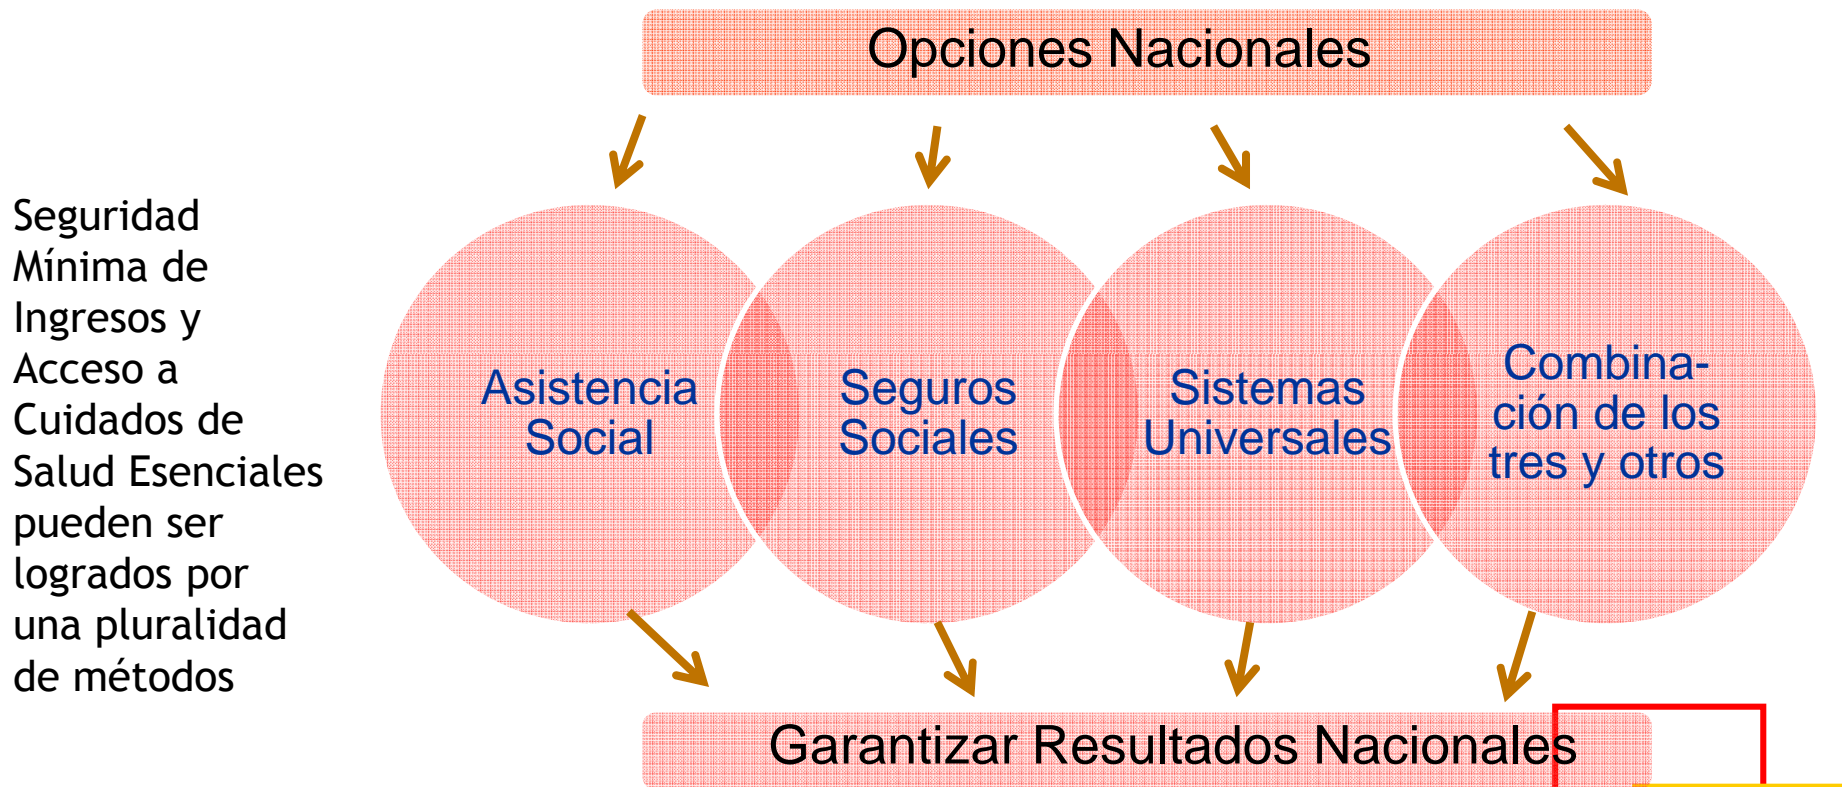 Opciones Nacionales
Seguridad
Mínima de
Ingresos y
Acceso a
Cuidados de
Salud Esenciales
pueden ser
logrados por
una pluralidad
de métodos
Asistencia
Social
Seguros
Sociales
Sistemas
Universales
Combina-
ción de los
tres y otros
Garantizar Resultados Nacionales